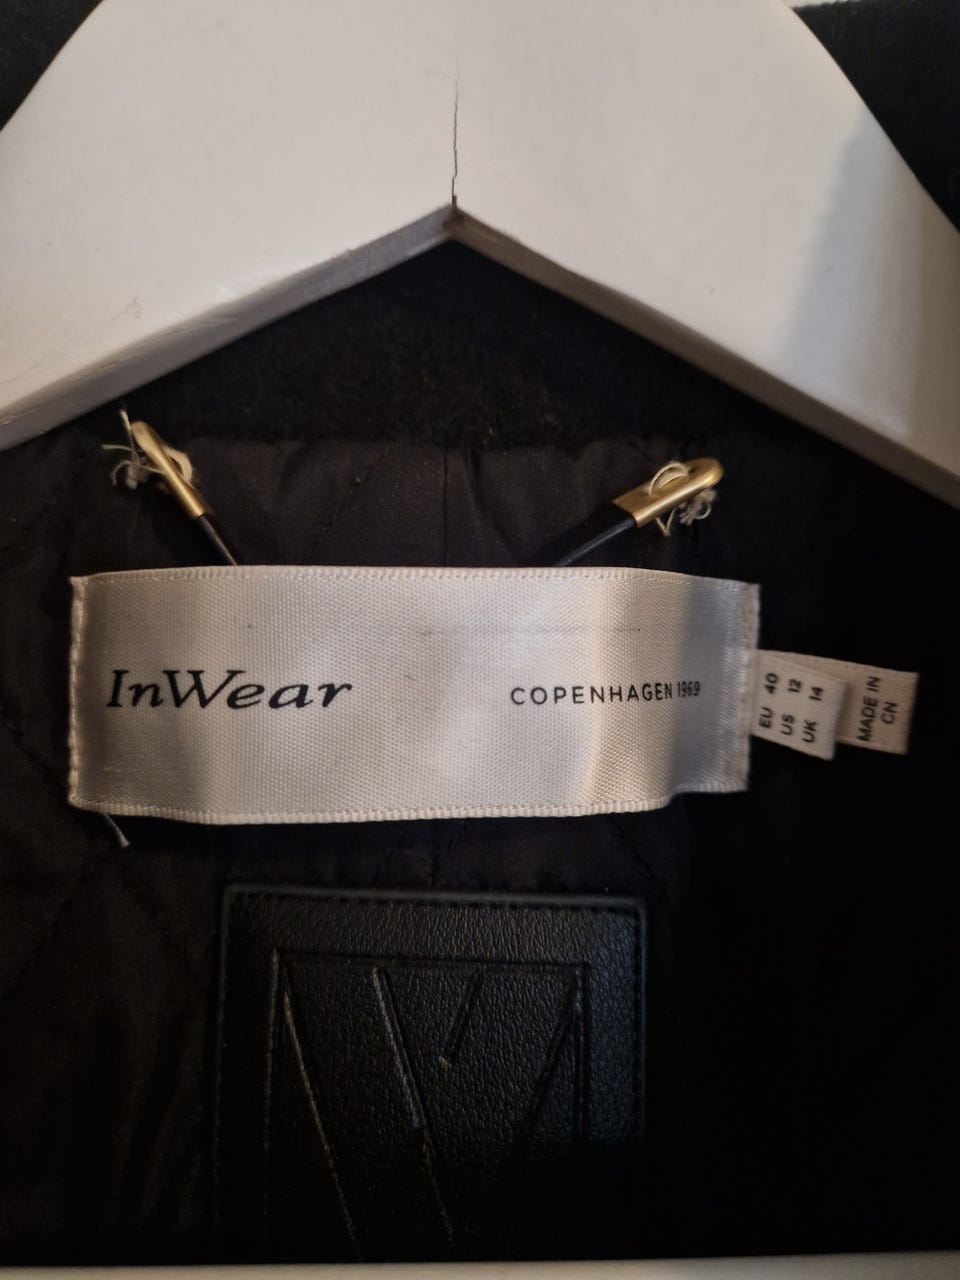 InWear
COPENHAGEN 1969
EU 40
US 12
UK 14
MADE IN
CN